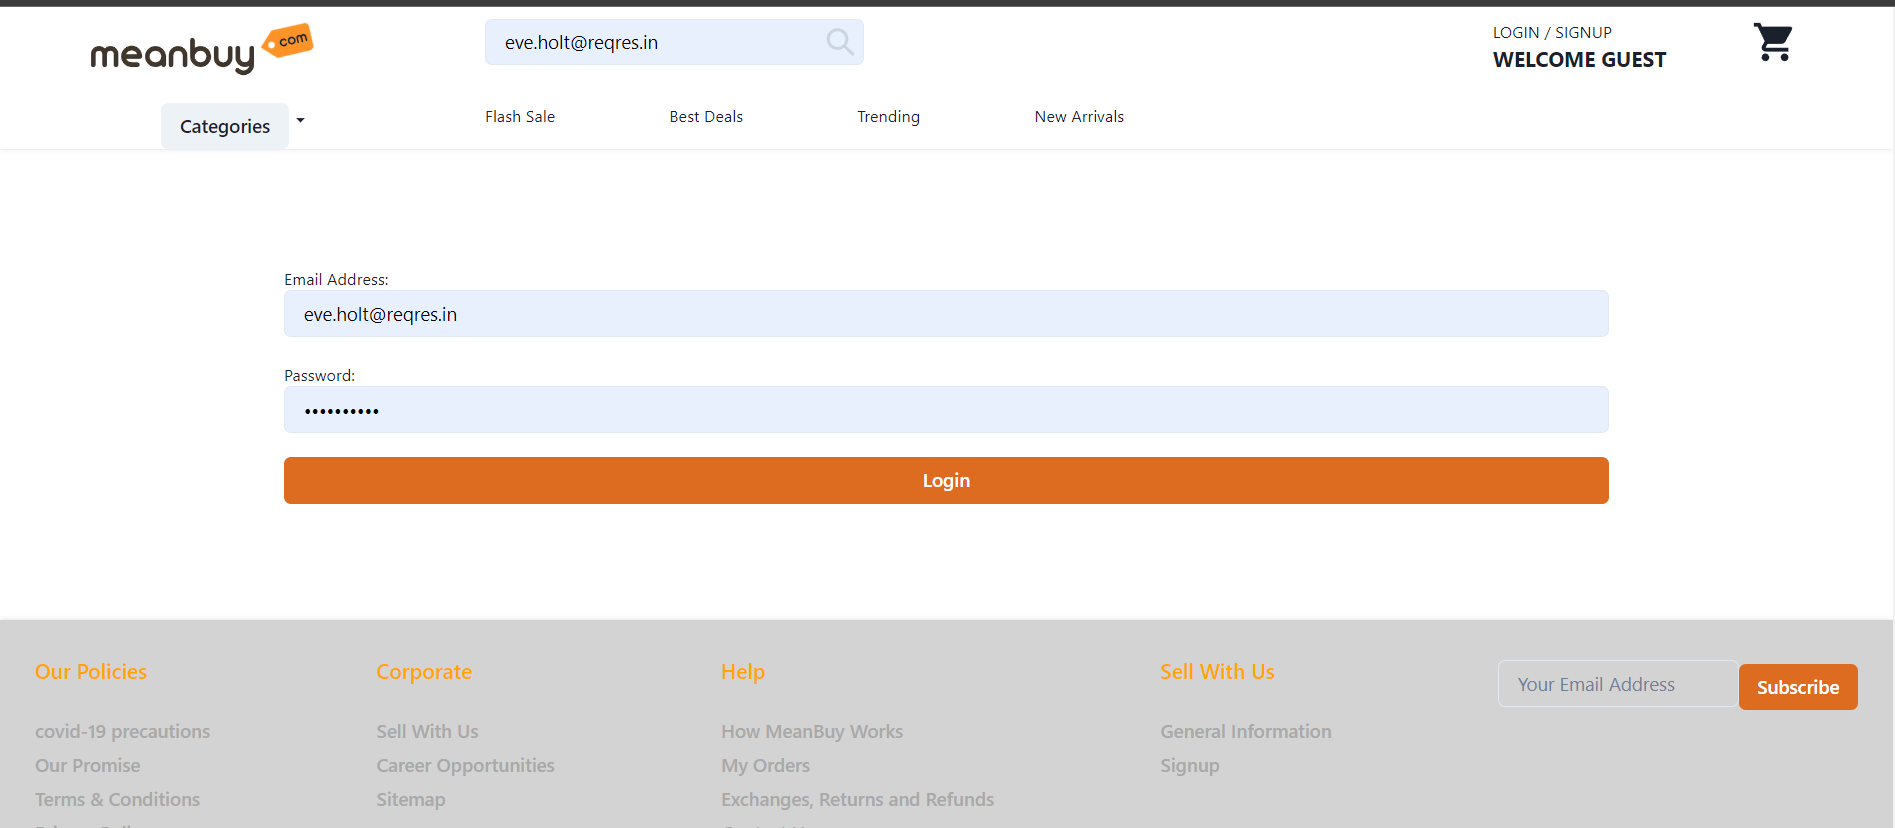 meanbuy com
eve.holt@reqres.in
LOGIN / SIGNUP
WELCOME GUEST
Categories
Flash Sale
Best Deals
Trending
New Arrivals
Email Address:
eve.holt@reqres.in
Password:
••••••••••
Login
Our Policies
covid-19 precautions
Our Promise
Terms & Conditions
Corporate
Sell With Us
Career Opportunities
Sitemap
Help
How MeanBuy Works
My Orders
Exchanges, Returns and Refunds
Sell With Us
General Information
Signup
Your Email Address
Subscribe